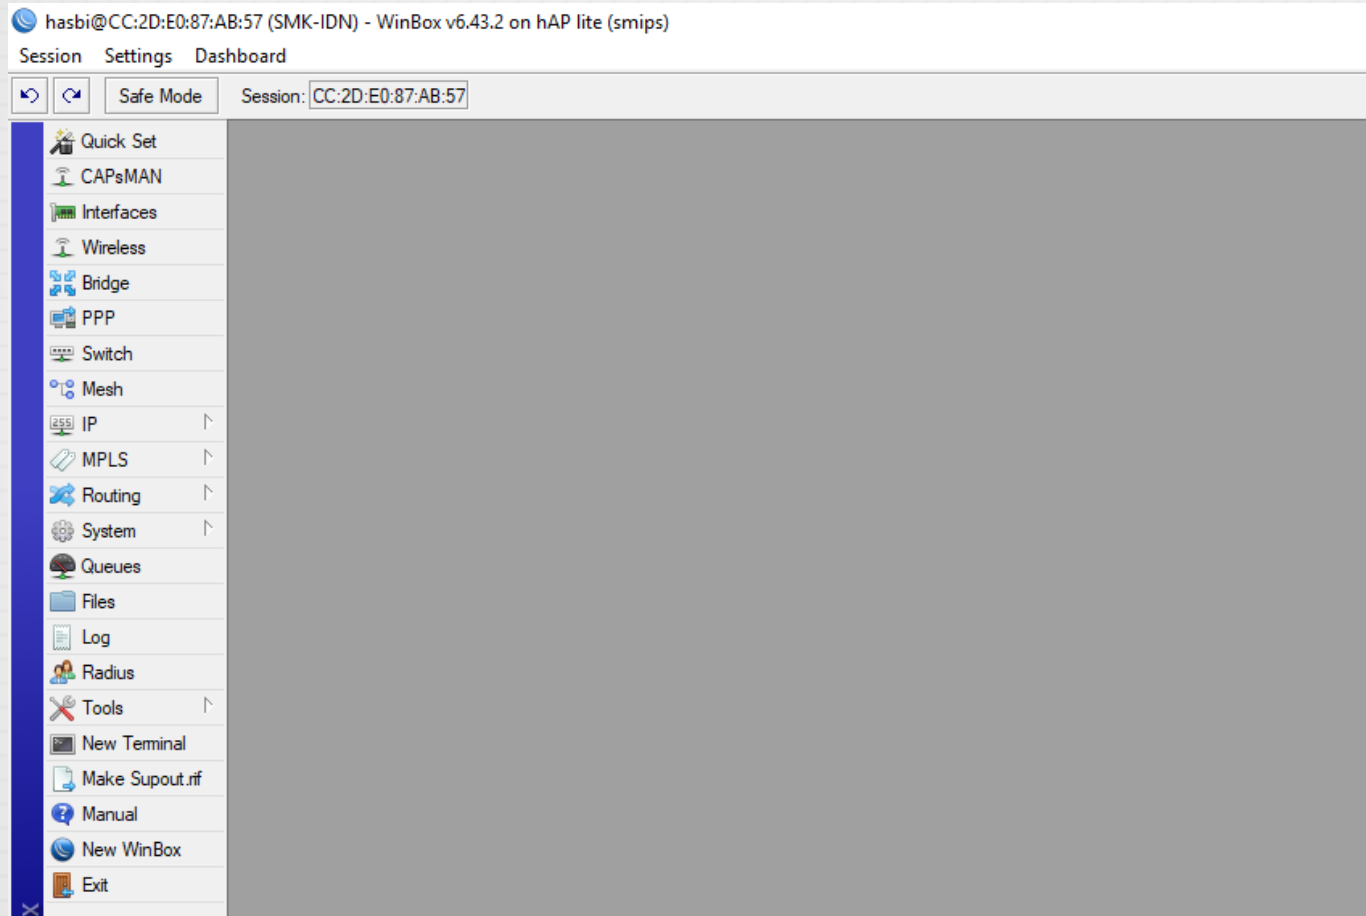 hasbi@CC:2D:E0:87:AB:57 (SMK-IDN) - WinBox v6.43.2 on hAP lite (smips)
Session Settings Dashboard
Safe Mode Session: CC:2D:E0:87:AB:57
Quick Set
CAPsMAN
Interfaces
Wireless
Bridge
PPP
Switch
Mesh
255 IP
MPLS
Routing
System
Queues
Files
Log
Radius
Tools
New Terminal
Make Supout.rif
Manual
New WinBox
Exit
X